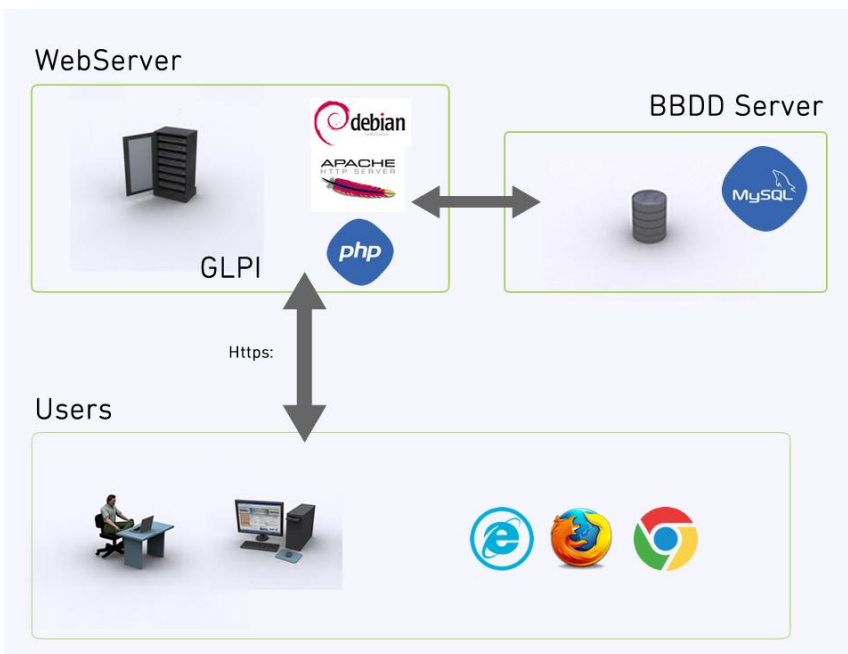 WebServer
debian
APACHE
HTTP SERVER
php
GLPI
BBDD Server
MySQL
Https:
Users